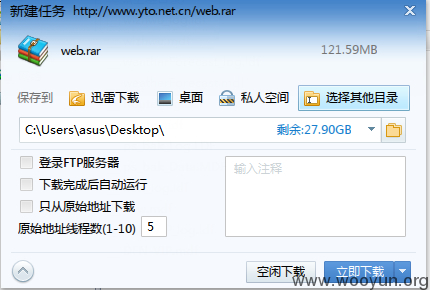 新建任务 http://www.yto.net.cn/web.rar
web.rar 121.59MB
保存到 迅雷下载 桌面 私人空间 选择其他目录
C:\Users\asus\Desktop\ 剩余:27.90GB
登录FTP服务器
输入注释
下载完成后自动运行
只从原始地址下载
原始地址线程数(1-10) 5
空闲下载 立即下载
www.wooyun.org